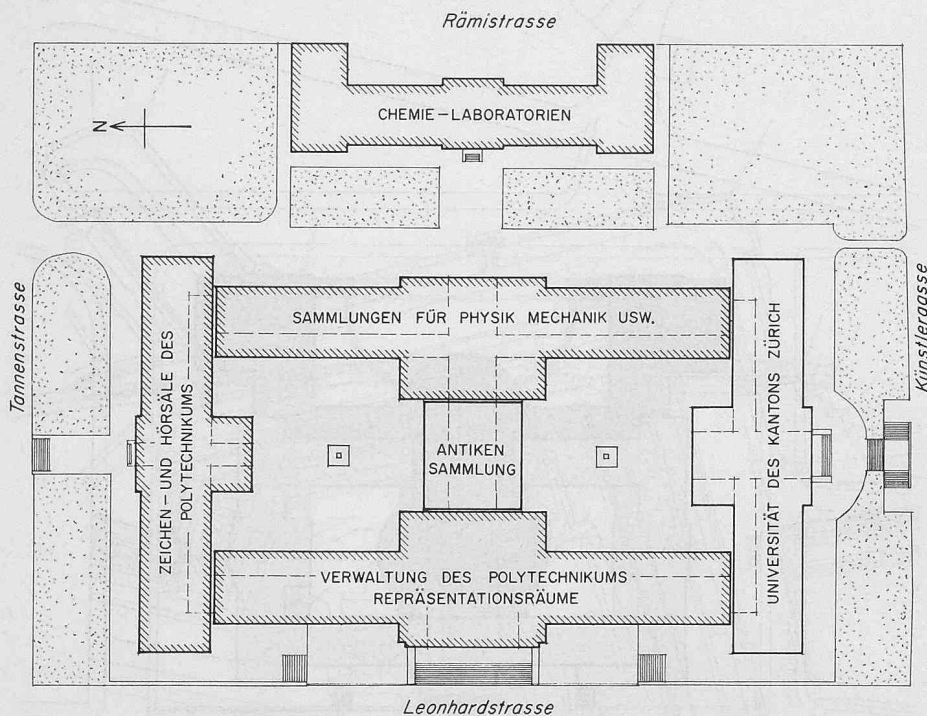 Rämistrasse
CHEMIE-LABORATORIEN
N
Tannenstrasse
Künstlergasse
SAMMLUNGEN FÜR PHYSIK MECHANIK USW.
ZEICHEN- UND HÖRSÄLE DES
POLYTECHNIKUMS
ANTIKEN
SAMMLUNG
UNIVERSITÄT DES KANTONS ZÜRICH
VERWALTUNG DES POLYTECHNIKUMS
REPRÄSENTATIONSRÄUME
Leonhardstrasse